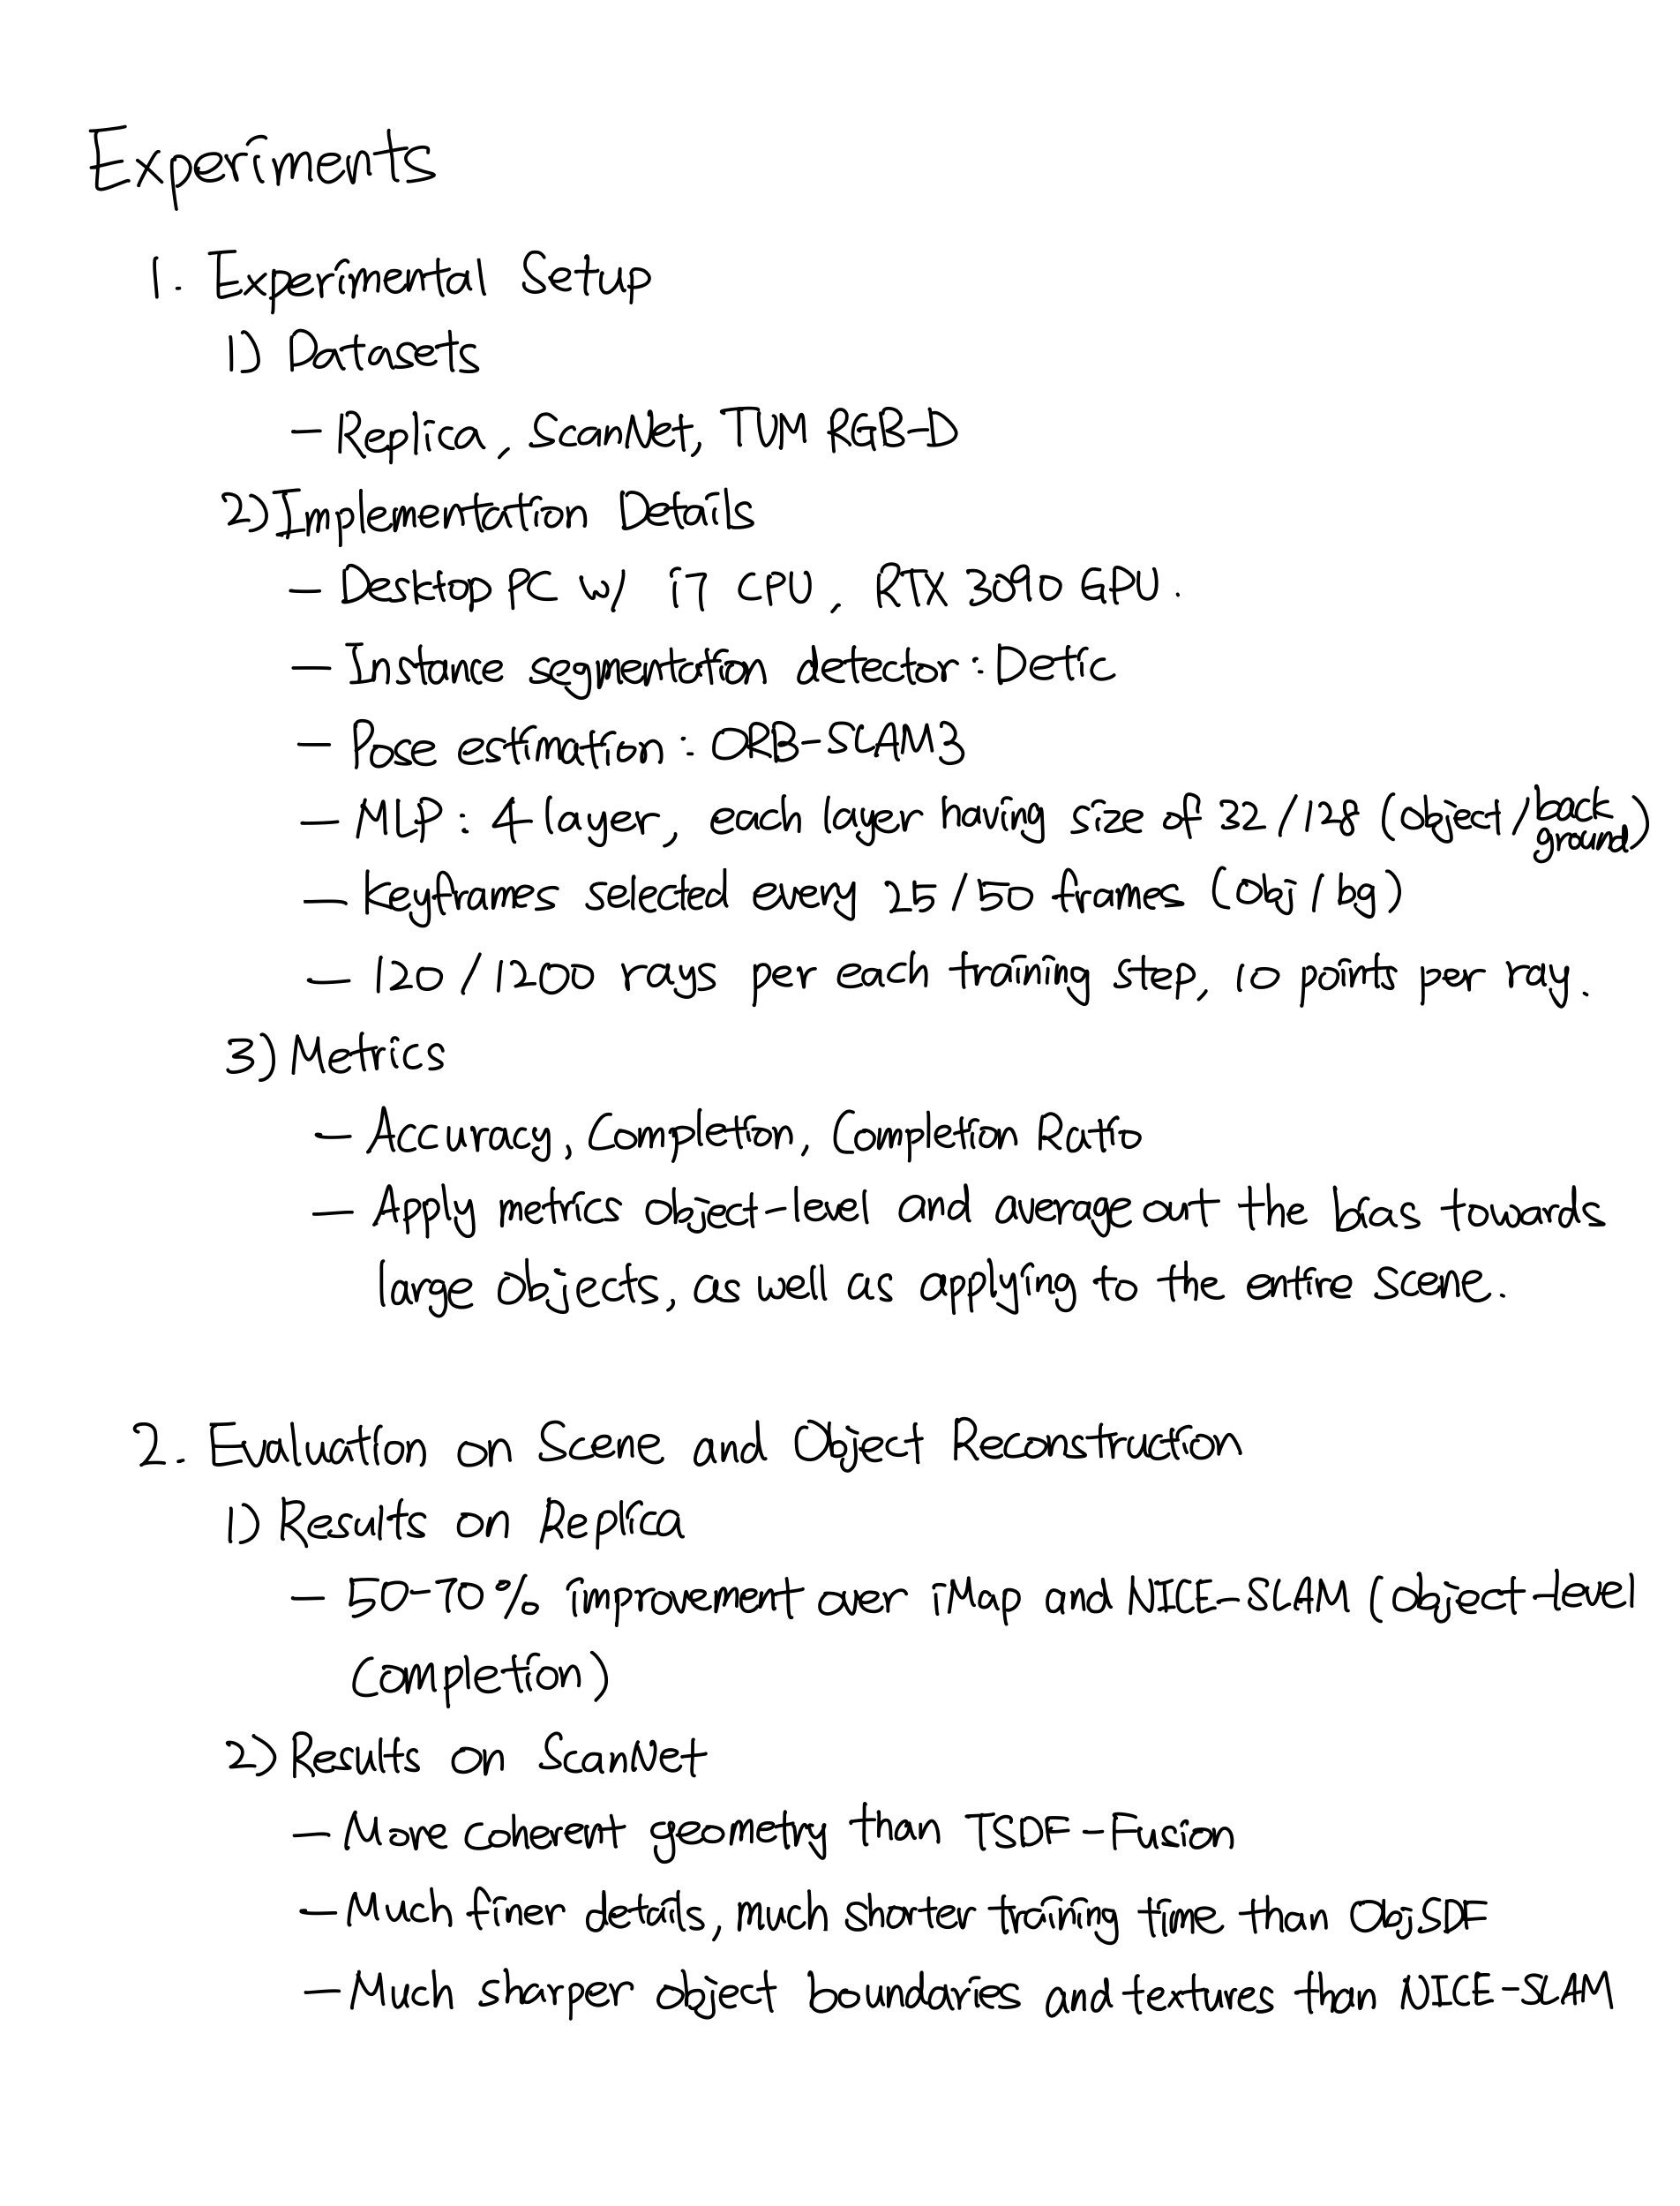 Experiments
1. Experimental Setup
1) Datasets
— Replica, ScanNet, TUM RGB-D
2) Implementation Details
— Desktop PC w/ i7 CPU, RTX 3090 GPU.
— Instance segmentation detector: Detic
— Pose estimation: ORB-SLAM3
— MLP: 4 layer, each layer having size of 32/128 (object/background)
— Keyframes selected every 25/50 frames (obj/bg)
— 120/1200 rays per each training step, 10 points per ray.
3) Metrics
— Accuracy, Completion, Completion Ratio
— Apply metrics object-level and average out the bias towards
large objects, as well as applying to the entire scene.
2. Evaluation on Scene and Object Reconstruction
1) Results on Replica
— 50-70% improvement over iMap and NICE-SLAM (object-level
completion)
2) Results on ScanNet
— More coherent geometry than TSDF-Fusion
— Much finer details, much shorter training time than ObjSDF
— Much sharper object boundaries and textures than NICE-SLAM